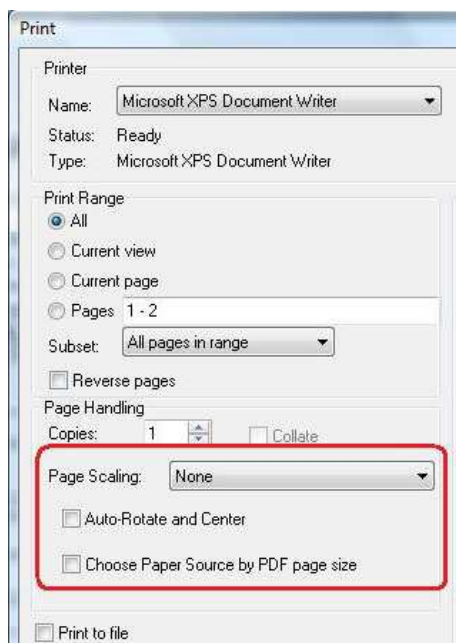 Print
Printer
Name: Microsoft XPS Document Writer
Status: Ready
Type: Microsoft XPS Document Writer
Print Range
All
Current view
Current page
Pages 1 - 2
Subset: All pages in range
Reverse pages
Page Handling
Copies: 1 Collate
Page Scaling: None
Auto-Rotate and Center
Choose Paper Source by PDF page size
Print to file